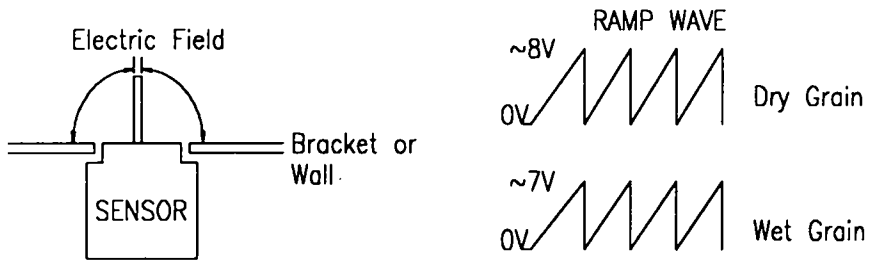 Electric Field
Bracket or
Wall
SENSOR
RAMP WAVE
~8V
0V
Dry Grain
~7V
0V
Wet Grain